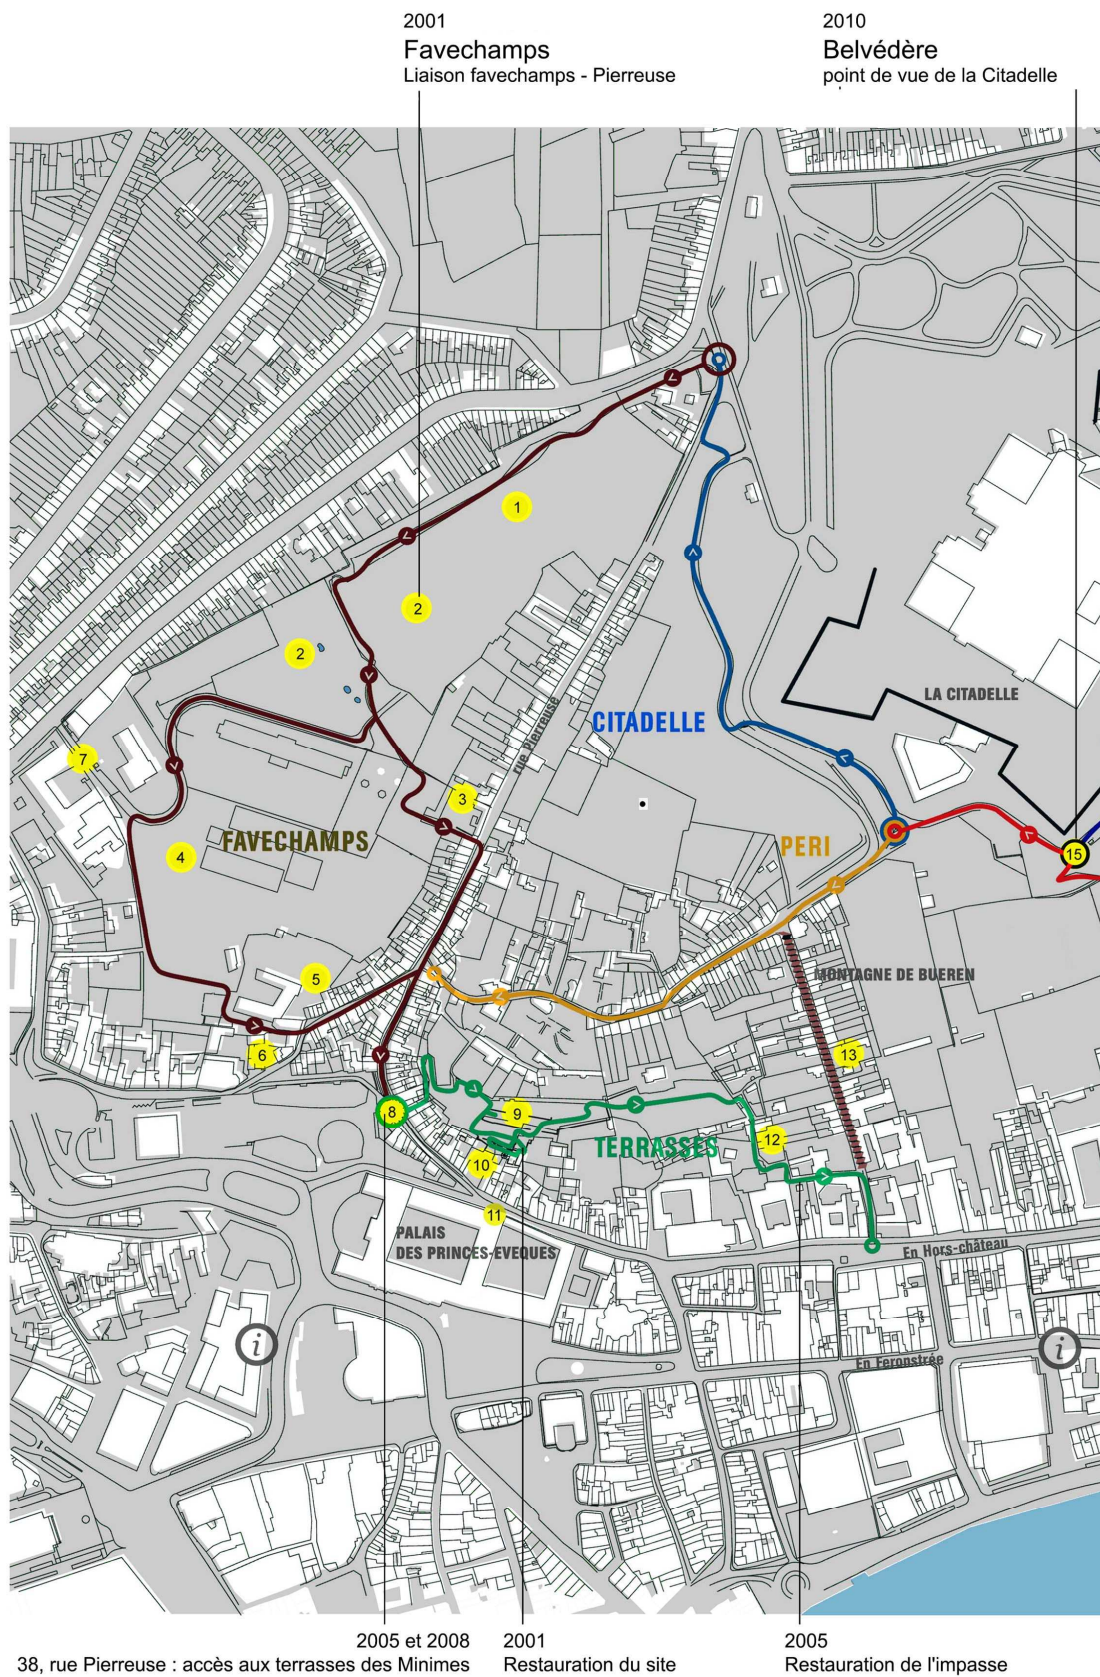 2001
Favechamps
Liaison favechamps - Pierreuse
2010
Belvédère
point de vue de la Citadelle
1
2
2
rue Pierreuse
CITADELLE
LA CITADELLE
7
3
FAVECHAMPS
PERI
4
15
5
MONTAGNE DE BUEREN
6
13
8
9
TERRASSES
12
10
11
PALAIS
DES PRINCES-EVEQUES
En Hors-château
i
i
En Feronstrée
2005 et 2008
38, rue Pierreuse : accès aux terrasses des Minimes
2001
Restauration du site
2005
Restauration de l'impasse